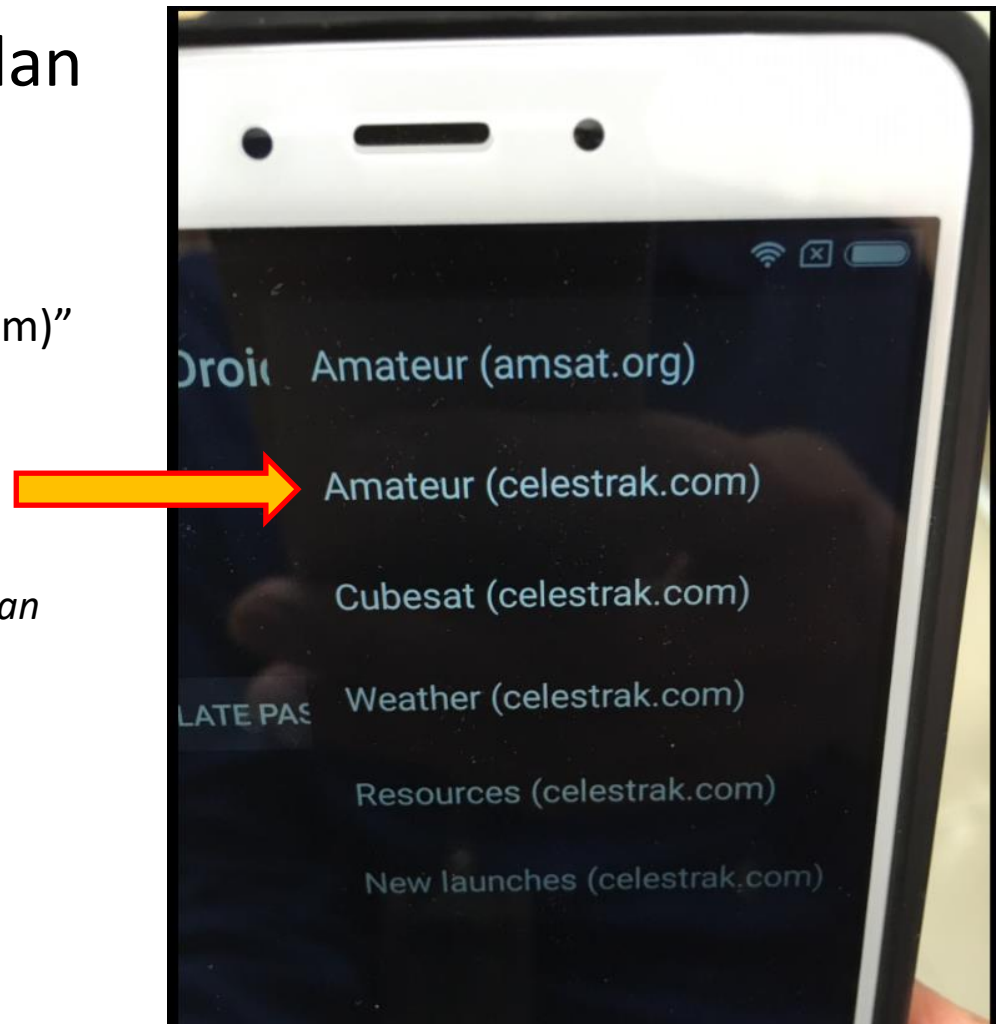 lan
m)”
Droi
Amateur (amsat.org)
Amateur (celestrak.com)
an
Cubesat (celestrak.com)
LATE PAS
Weather (celestrak.com)
Resources (celestrak.com)
New launches (celestrak.com)